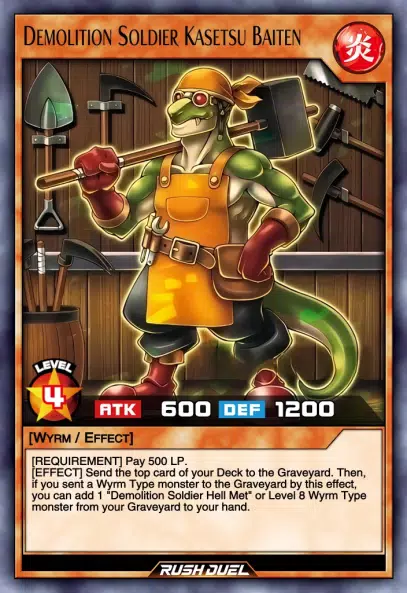 Demolition Soldier Kasetsu Baiten
炎
LEVEL
4
ATK 600 DEF 1200
[Wyrm / Effect]
[REQUIREMENT] Pay 500 LP.
[EFFECT] Send the top card of your Deck to the Graveyard. Then,
if you sent a Wyrm Type monster to the Graveyard by this effect,
you can add 1 "Demolition Soldier Hell Met" or Level 8 Wyrm Type
monster from your Graveyard to your hand.
RUSH DUEL